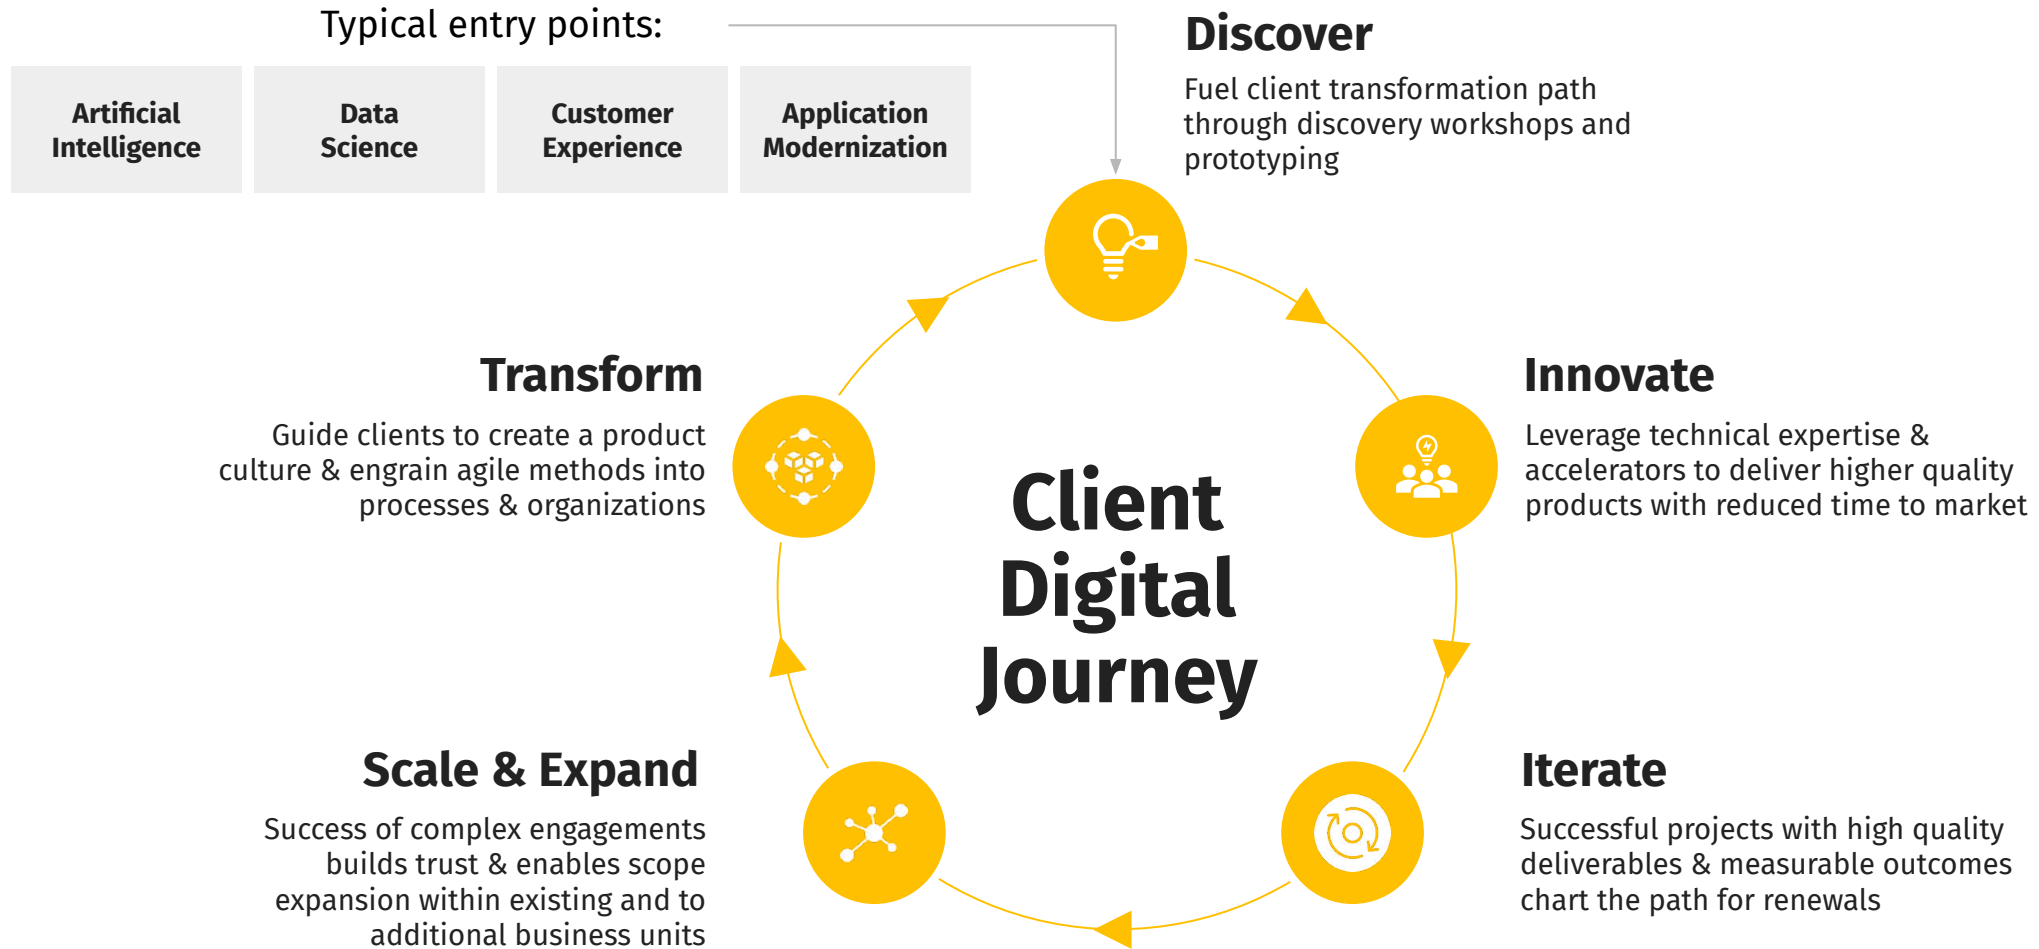 Typical entry points:
Artificial
Intelligence
Data
Science
Customer
Experience
Application
Modernization
Discover
Fuel client transformation path
through discovery workshops and
prototyping
Innovate
Leverage technical expertise &
accelerators to deliver higher quality
products with reduced time to market
Iterate
Successful projects with high quality
deliverables & measurable outcomes
chart the path for renewals
Scale & Expand
Success of complex engagements
builds trust & enables scope
expansion within existing and to
additional business units
Transform
Guide clients to create a product
culture & engrain agile methods into
processes & organizations
Client
Digital
Journey